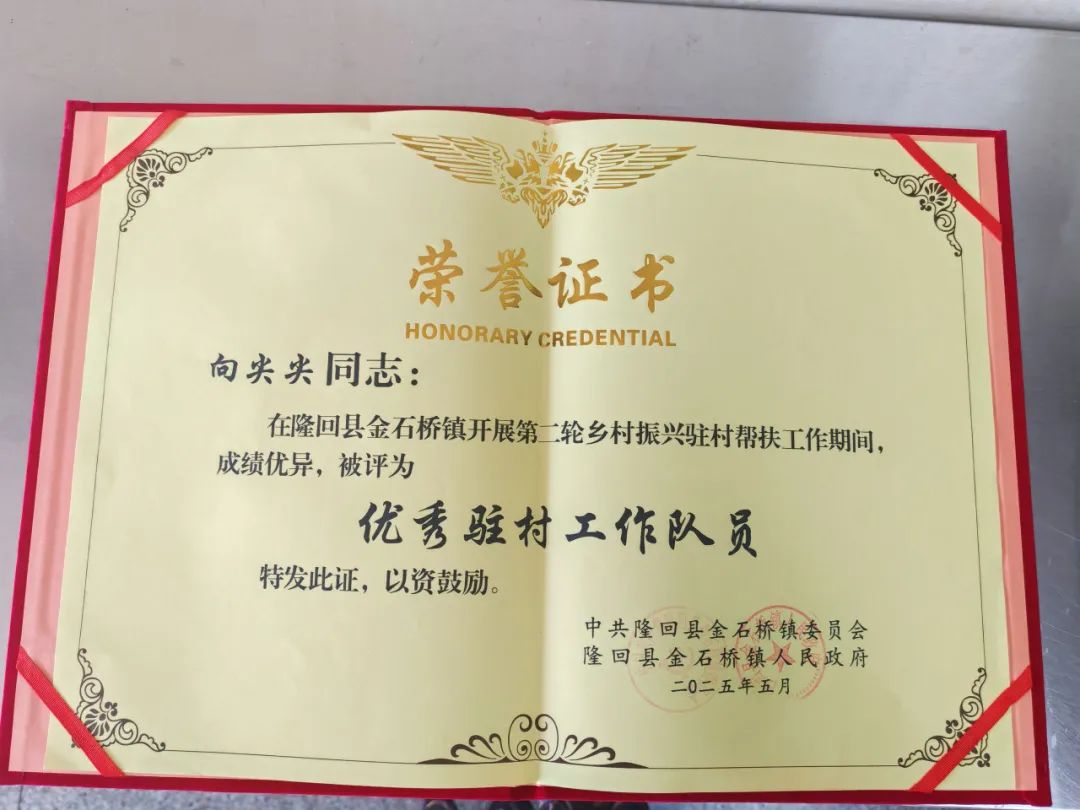 荣誉证书
HONORARY CREDENTIAL
向尖尖同志：
在隆回县金石桥镇开展第二轮乡村振兴驻村帮扶工作期间，
成绩优异，被评为
优秀驻村工作队员
特发此证，以资鼓励。
中共隆回县金石桥镇委员会
隆回县金石桥镇人民政府
二〇二五年五月